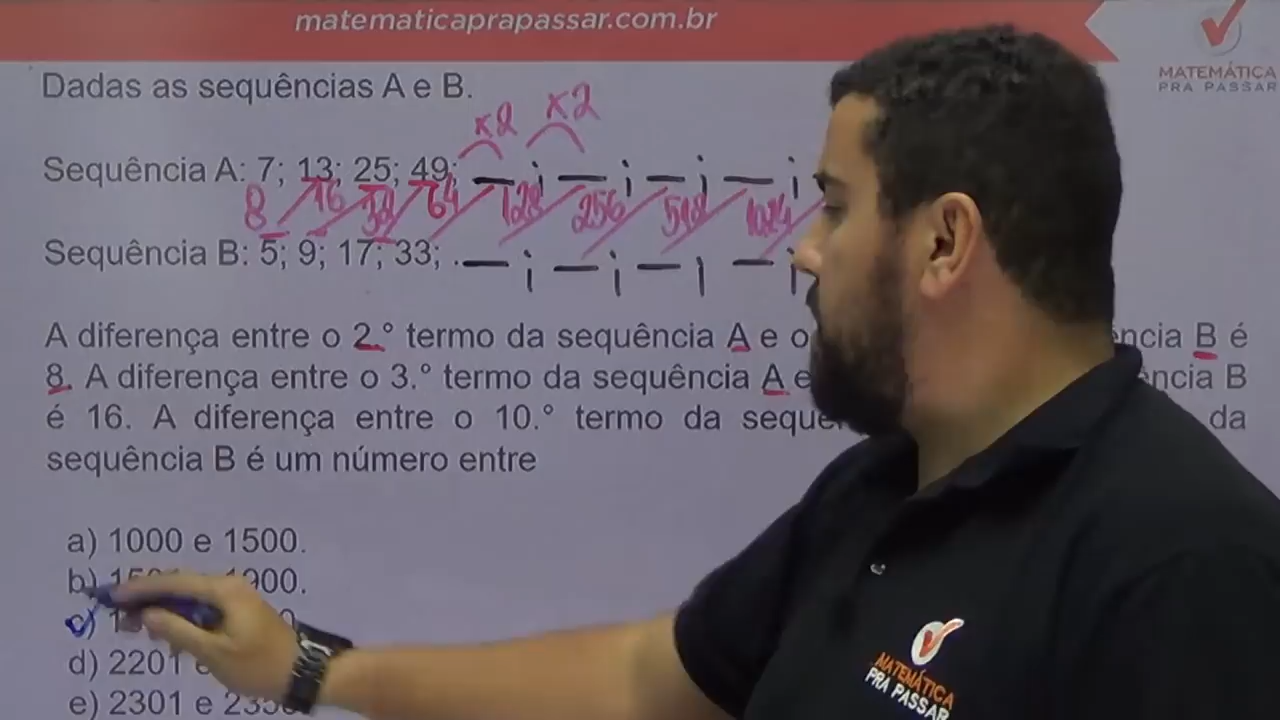 matematicaprapassar.com.br
MATEMÁTICA
PRA PASSAR
Dadas as sequências A e B.
x2 x2
Sequência A: 7; 13; 25; 49;
8 16 32 64 128 256 512 1024
Sequência B: 5; 9; 17; 33;
A diferença entre o 2.° termo da sequência A e o B é
8. A diferença entre o 3.° termo da sequência A e B
é 16. A diferença entre o 10.° termo da da
sequência B é um número entre
a) 1000 e 1500.
b)
c)
d) 2201
e) 2301 e
MATEMÁTICA
PRA PASSAR